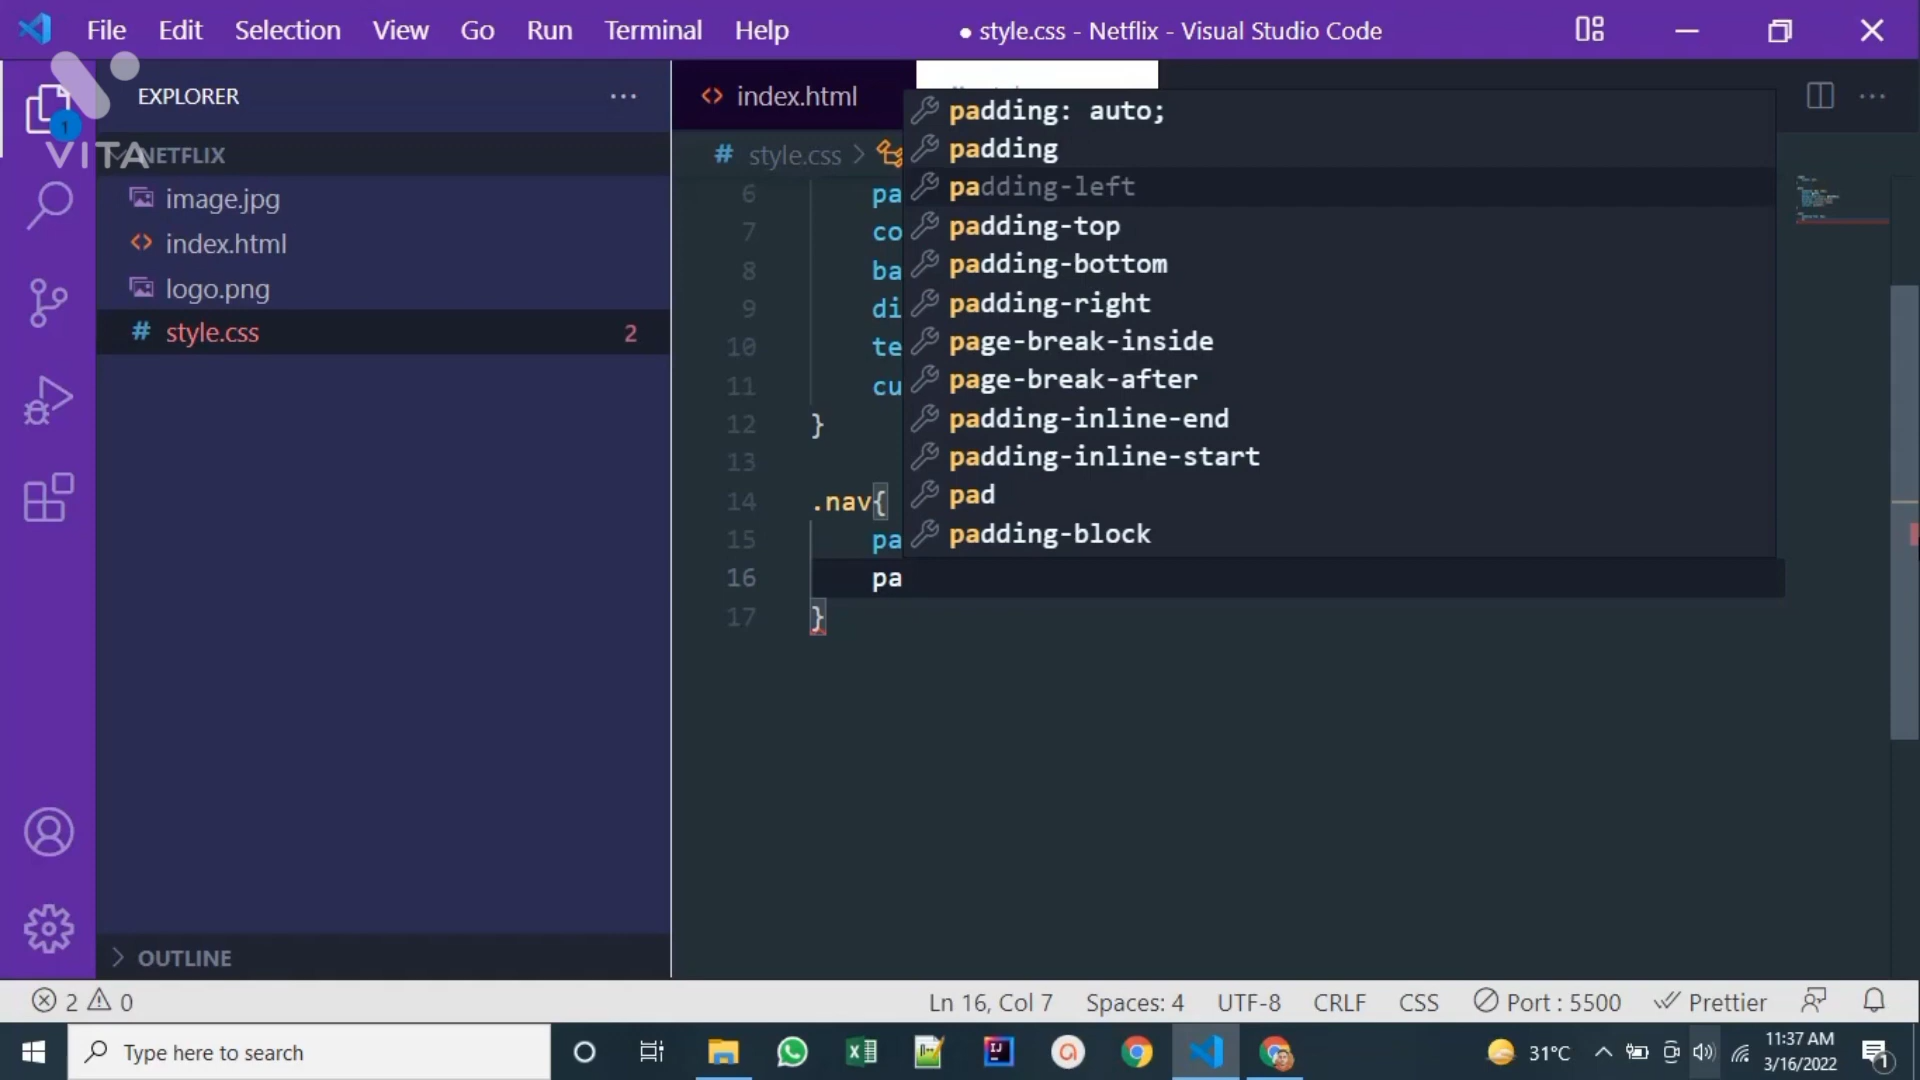 File Edit Selection View Go Run Terminal Help
● style.css - Netflix - Visual Studio Code
EXPLORER
1
VITA
NETFLIX
image.jpg
index.html
logo.png
# style.css 2
OUTLINE
<> index.html
# style.css >
6 pa
7 co
8 ba
9 di
10 te
11 cu
12 }
13
14 .nav{
15 pa
16 pa
17 }
padding: auto;
padding
padding-left
padding-top
padding-bottom
padding-right
page-break-inside
page-break-after
padding-inline-end
padding-inline-start
pad
padding-block
2 0
Ln 16, Col 7 Spaces: 4 UTF-8 CRLF CSS Port : 5500 Prettier
Type here to search
31°C
11:37 AM
3/16/2022
1